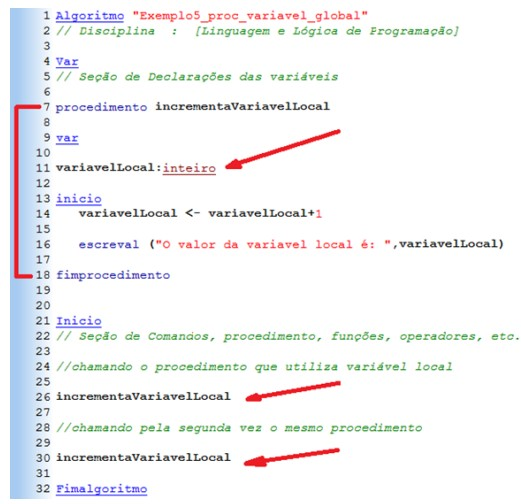 1 Algoritmo "Exemplo5_proc_variavel_global"
2 // Disciplina  :  [Linguagem e Lógica de Programação]
3
4 Var
5 // Seção de Declarações das variáveis
6
7 procedimento incrementaVariavelLocal
8
9 var
10
11 variavelLocal:inteiro
12
13 inicio
14    variavelLocal <- variavelLocal+1
15
16    escreval ("O valor da variavel local é: ",variavelLocal)
17
18 fimprocedimento
19
20
21 Inicio
22 // Seção de Comandos, procedimento, funções, operadores, etc.
23
24 //chamando o procedimento que utiliza variável local
25
26 incrementaVariavelLocal
27
28 //chamando pela segunda vez o mesmo procedimento
29
30 incrementaVariavelLocal
31
32 Fimalgoritmo